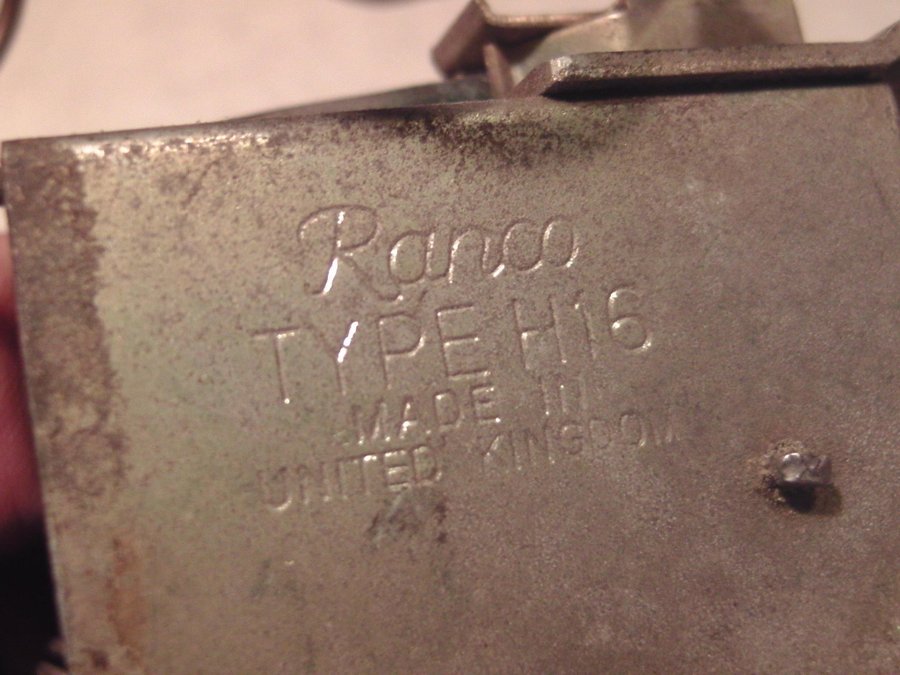 Ranco
TYPE H16
MADE IN
UNITED KINGDOM